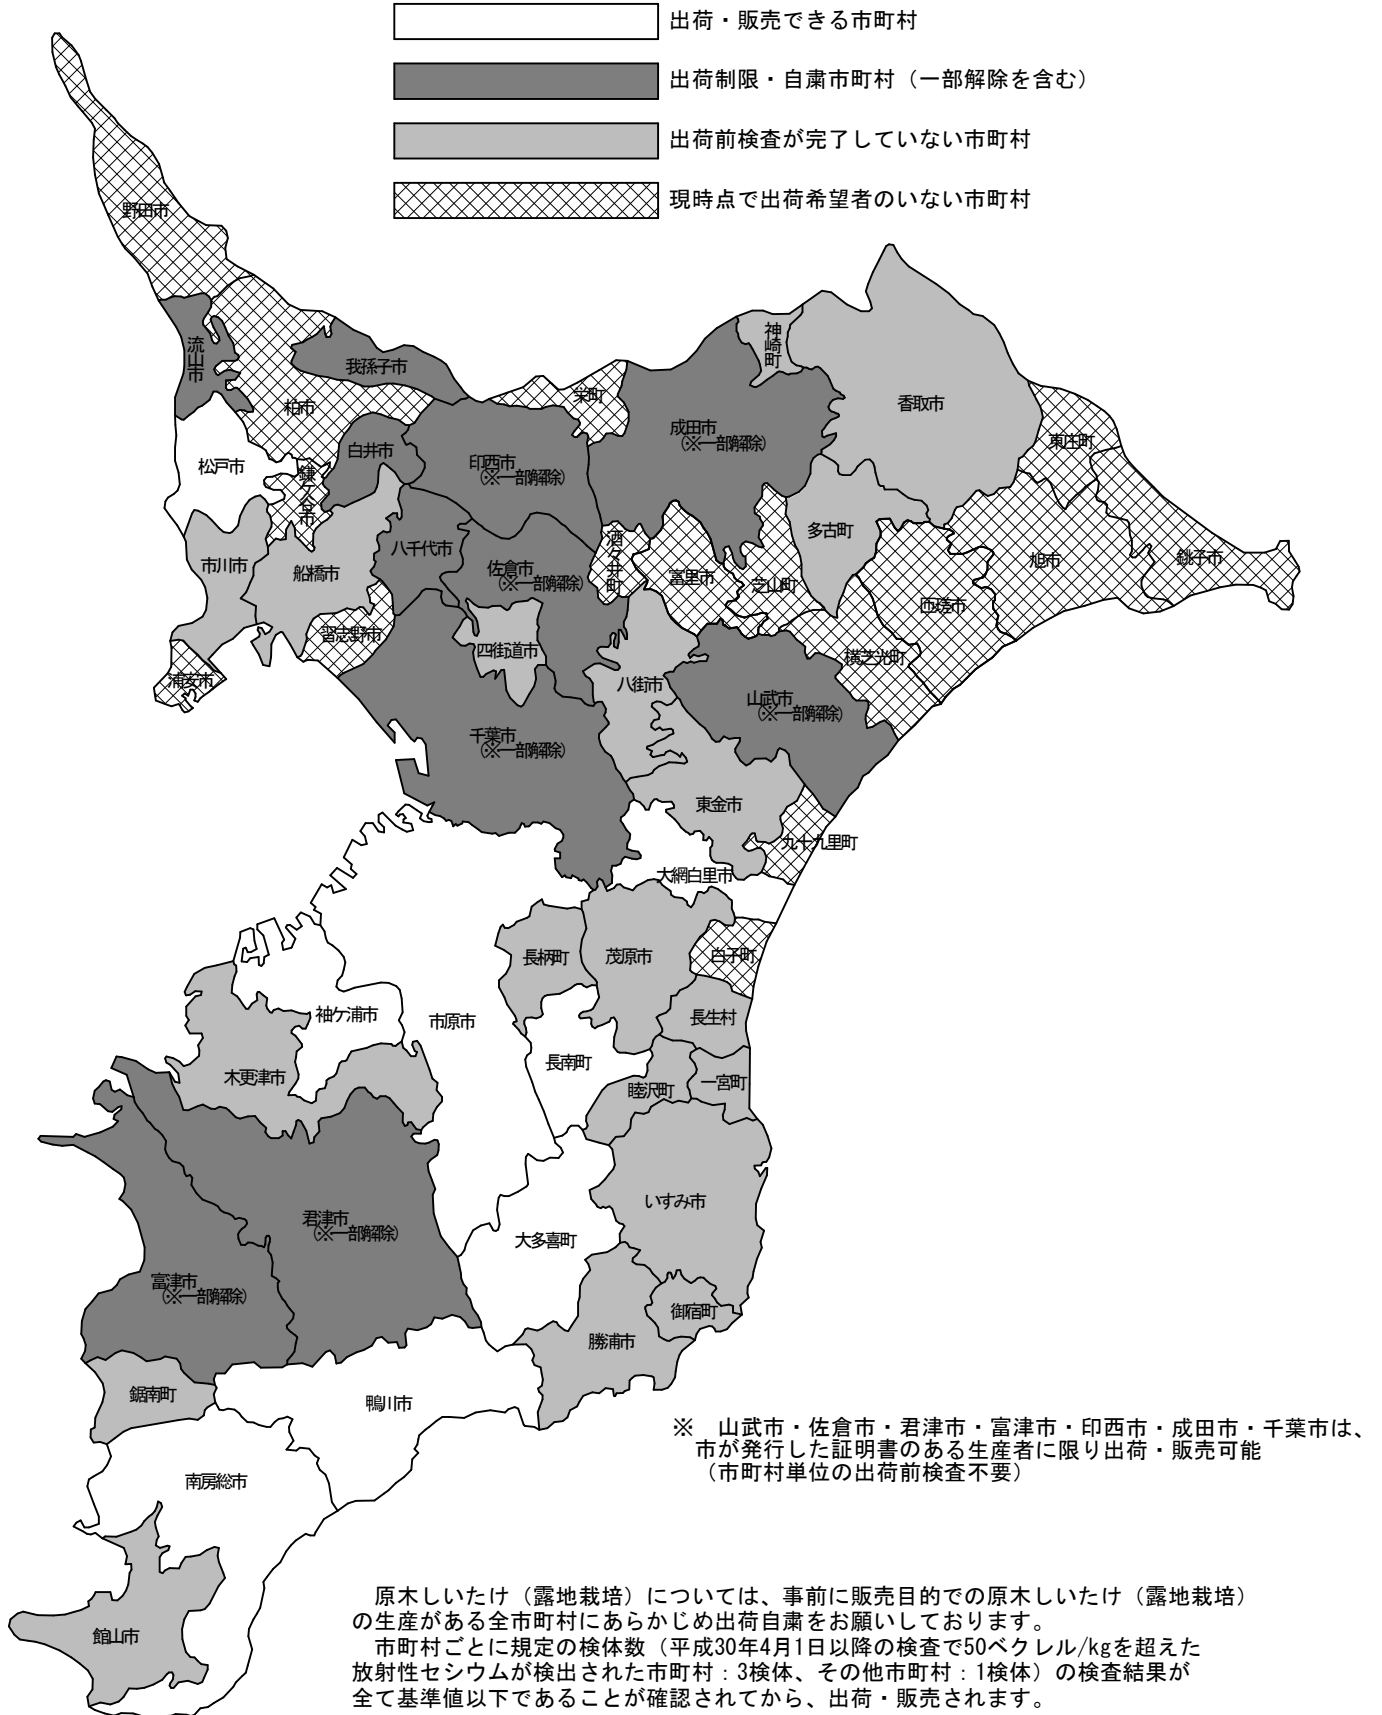 出荷・販売できる市町村
出荷制限・自粛市町村（一部解除を含む）
出荷前検査が完了していない市町村
現時点で出荷希望者のいない市町村
野田市
流山市
我孫子市
柏市
松戸市
鎌ケ谷市
白井市
印西市
（※一部解除）
栄町
成田市
（※一部解除）
神崎町
香取市
東庄町
多古町
旭市
銚子市
匝瑳市
市川市
船橋市
八千代市
佐倉市
（※一部解除）
酒々井町
富里市
芝山町
横芝光町
習志野市
浦安市
四街道市
八街市
山武市
（※一部解除）
千葉市
（※一部解除）
東金市
九十九里町
大網白里市
長柄町
茂原市
白子町
袖ケ浦市
市原市
長生村
長南町
木更津市
睦沢町
一宮町
いすみ市
君津市
（※一部解除）
大多喜町
富津市
（※一部解除）
御宿町
勝浦市
鋸南町
鴨川市
南房総市
館山市
※　山武市・佐倉市・君津市・富津市・印西市・成田市・千葉市は、
市が発行した証明書のある生産者に限り出荷・販売可能
（市町村単位の出荷前検査不要）
原木しいたけ（露地栽培）については、事前に販売目的での原木しいたけ（露地栽培）
の生産がある全市町村にあらかじめ出荷自粛をお願いしております。
市町村ごとに規定の検体数（平成30年4月1日以降の検査で50ベクレル/kgを超えた
放射性セシウムが検出された市町村：3検体、その他市町村：1検体）の検査結果が
全て基準値以下であることが確認されてから、出荷・販売されます。